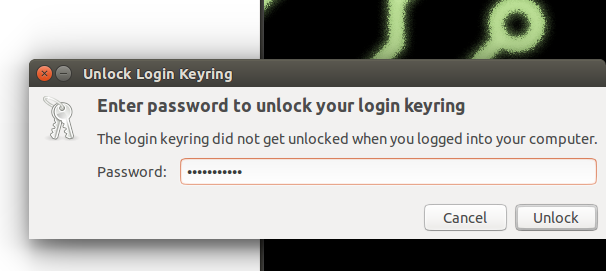 Unlock Login Keyring
Enter password to unlock your login keyring
The login keyring did not get unlocked when you logged into your computer.
Password: •••••••••••
Cancel Unlock